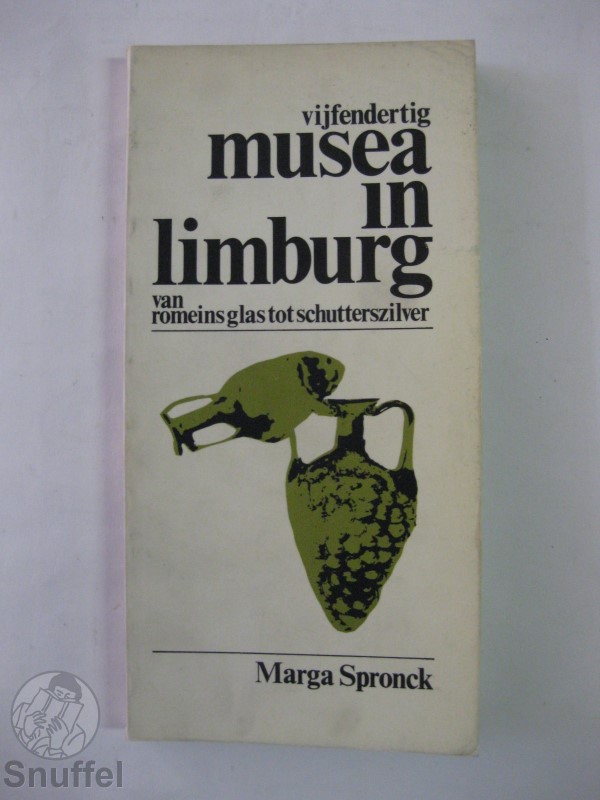 vijfendertig
musea
in
limburg
van
romeins glas tot schutterszilver
Marga Spronck
Snuffel